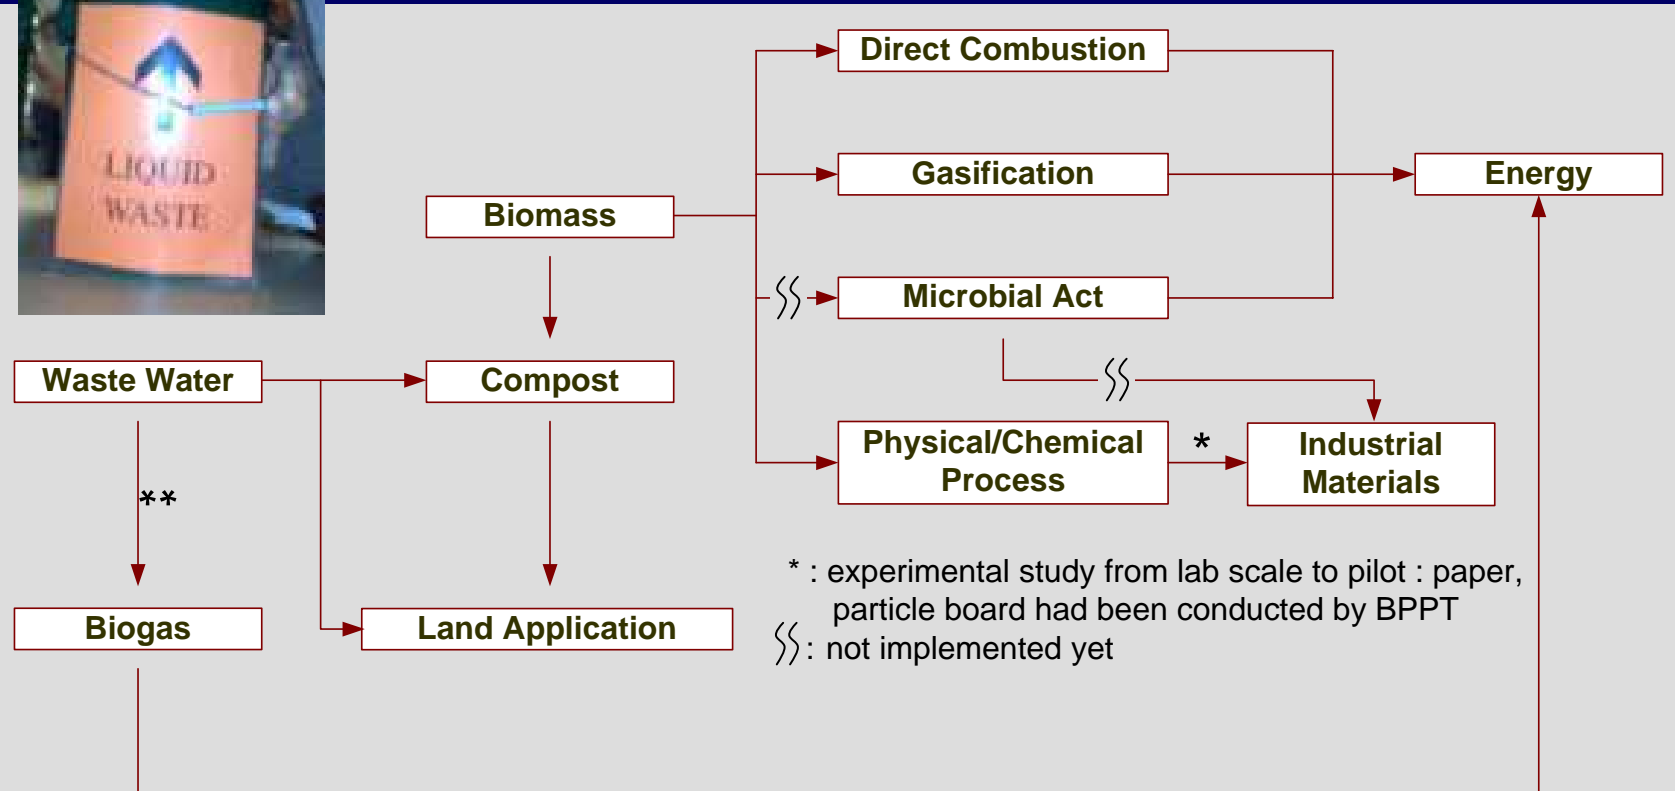 LIQUID
WASTE
Direct Combustion
Gasification
Energy
Biomass
Microbial Act
Waste Water
Compost
Physical/Chemical
Process
*
Industrial
Materials
**
Biogas
Land Application
* : experimental study from lab scale to pilot : paper,
particle board had been conducted by BPPT
: not implemented yet